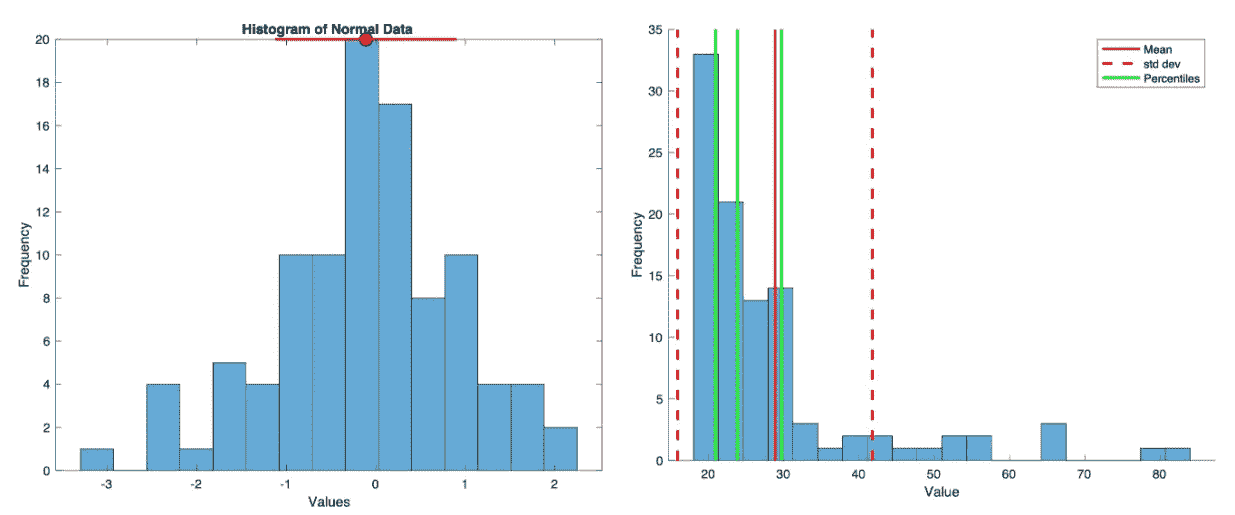 Histogram of Normal Data
20
18
16
14
12
10
8
6
4
2
0
Frequency
-3 -2 -1 0 1 2
Values
35
30
25
20
15
10
5
0
Frequency
20 30 40 50 60 70 80
Value
Mean
std dev
Percentiles